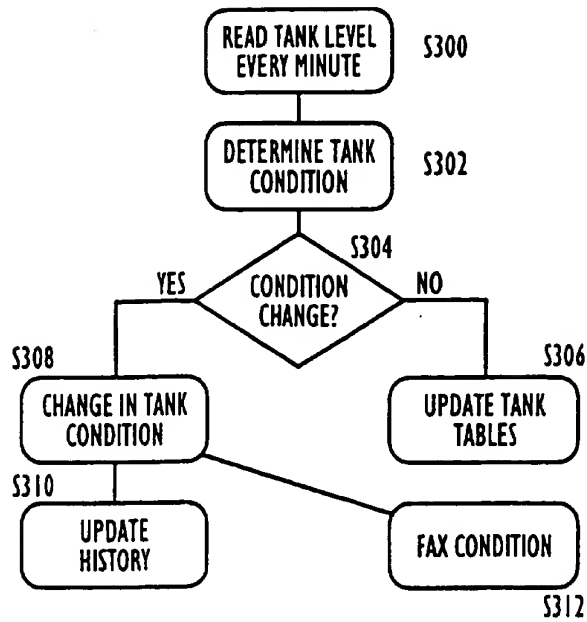 READ TANK LEVEL
EVERY MINUTE
S300
DETERMINE TANK
CONDITION
S302
S304
YES
CONDITION
CHANGE?
NO
S308
S306
CHANGE IN TANK
CONDITION
UPDATE TANK
TABLES
S310
UPDATE
HISTORY
FAX CONDITION
S312